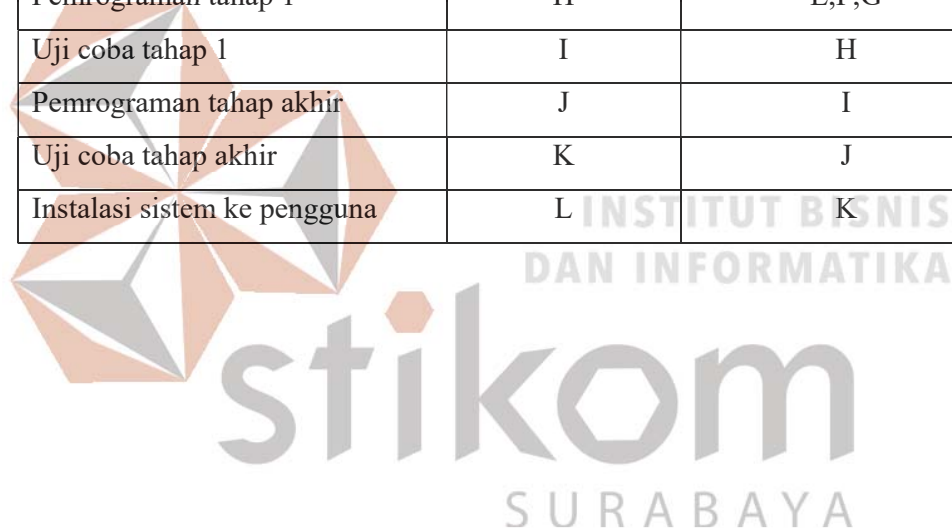 Pemrograman tahap 1 H E,F,G
Uji coba tahap 1 I H
Pemrograman tahap akhir J I
Uji coba tahap akhir K J
Instalasi sistem ke pengguna L K
INSTITUT BISNIS
DAN INFORMATIKA
stikom
SURABAYA